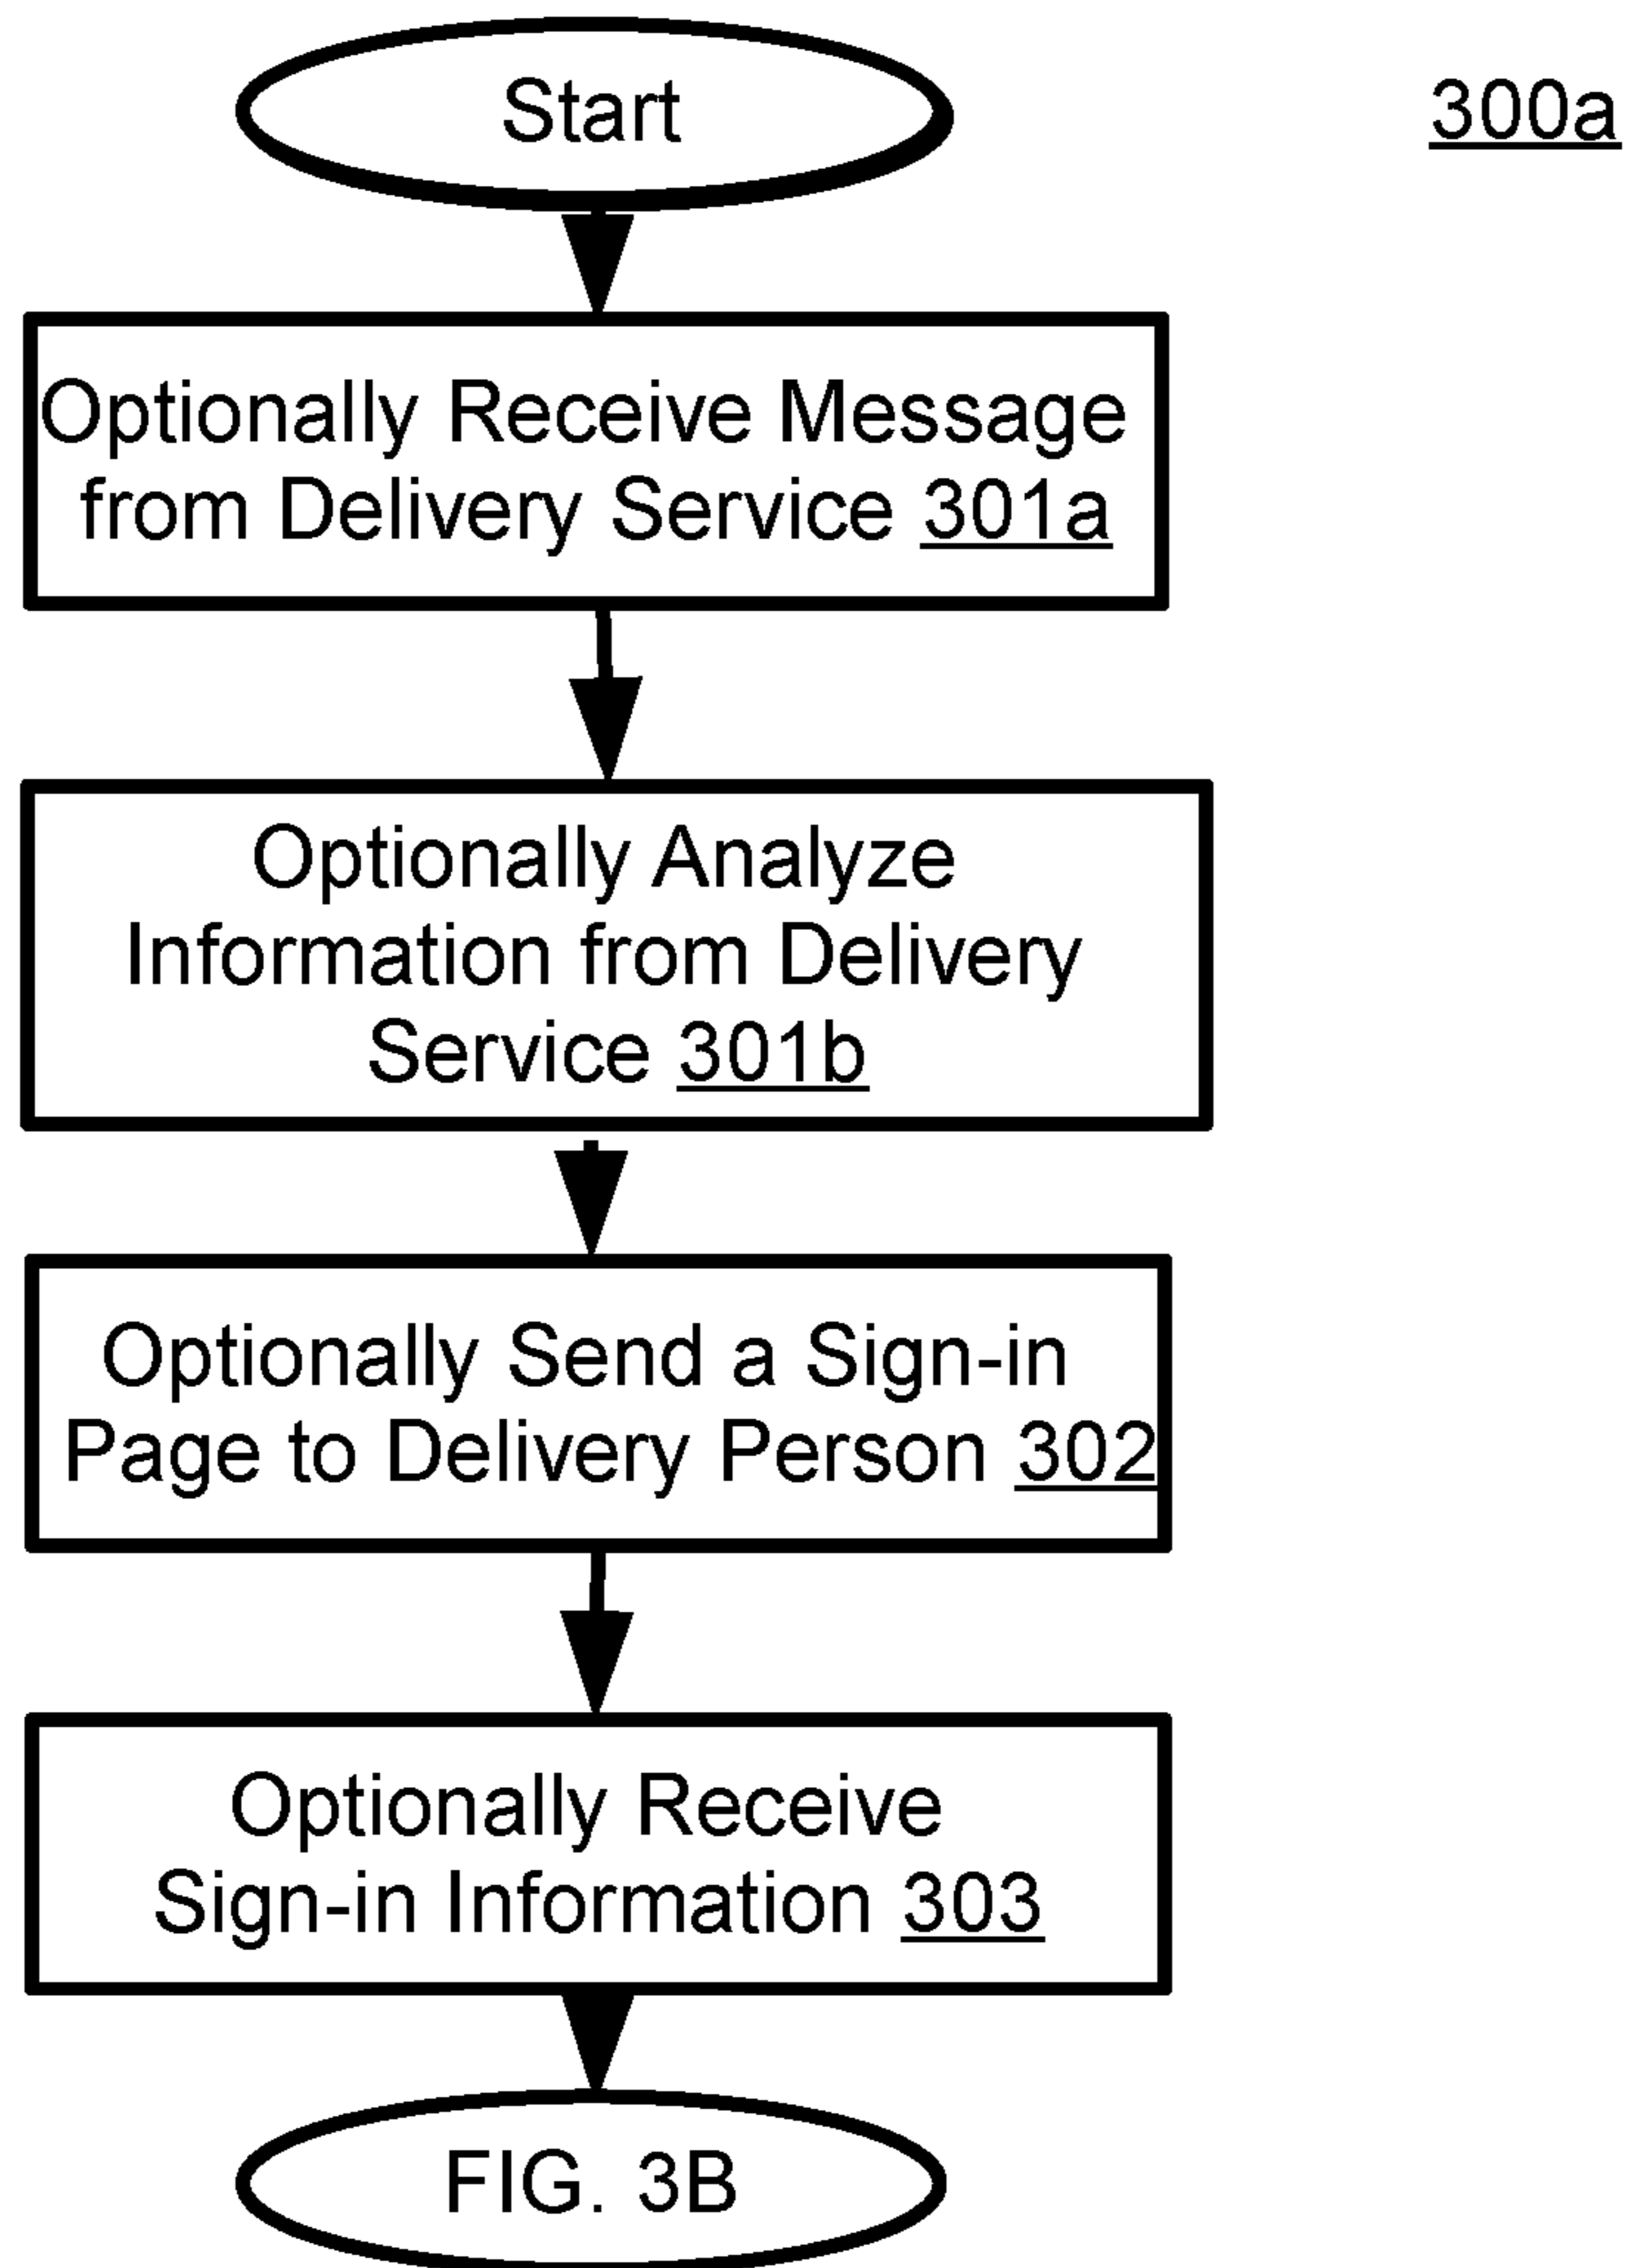 Start
300a
Optionally Receive Message
from Delivery Service 301a
Optionally Analyze
Information from Delivery
Service 301b
Optionally Send a Sign-in
Page to Delivery Person 302
Optionally Receive
Sign-in Information 303
FIG. 3B